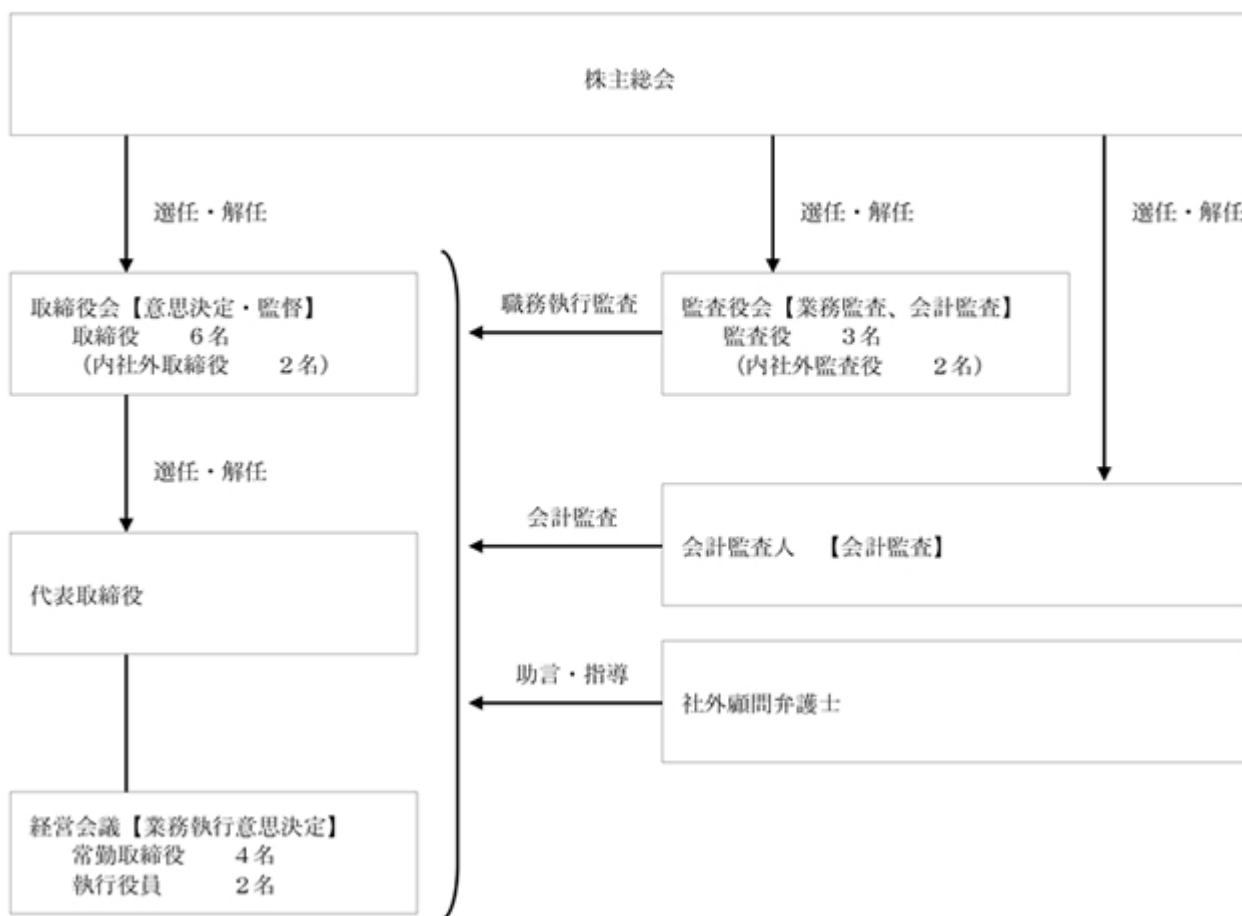 株主総会
選任・解任
選任・解任
選任・解任
取締役会【意思決定・監督】
取締役　　６名
（内社外取締役　　２名）
職務執行監査
監査役会【業務監査、会計監査】
監査役　　３名
（内社外監査役　　２名）
選任・解任
会計監査
会計監査人　【会計監査】
代表取締役
助言・指導
社外顧問弁護士
経営会議【業務執行意思決定】
常勤取締役　　４名
執行役員　　　２名